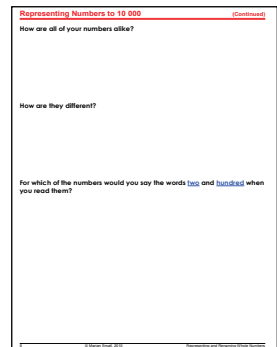 Representing Numbers to 10 000 (Continued)
How are all of your numbers alike?
How are they different?
For which of the numbers would you say the words two and hundred when
you read them?
© Marian Small, 2010 Representing and Renaming Whole Numbers